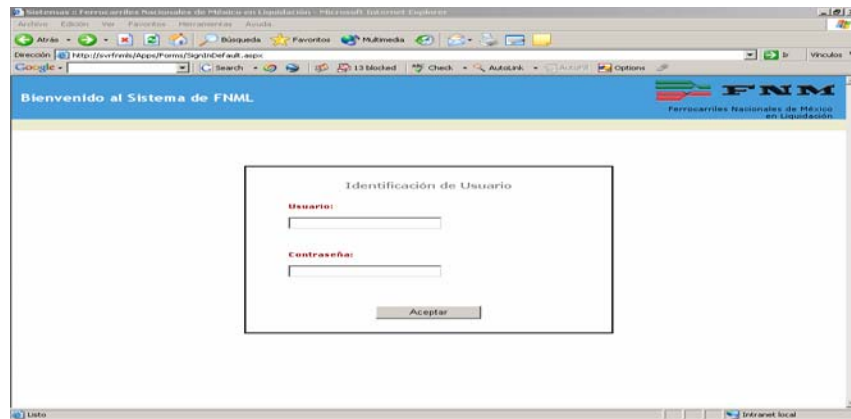 Sistemas :: Ferrocarriles Nacionales de México en Liquidación - Microsoft Internet Explorer
Archivo Edición Ver Favoritos Herramientas Ayuda
Atrás Búsqueda Favoritos Multimedia
Dirección http://svrfnmls/Apps/Forms/SignInDefault.aspx Ir Vínculos
Google Search 13 blocked Check AutoLink AutoFill Options
Bienvenido al Sistema de FNML
FNM
Ferrocarriles Nacionales de México
en Liquidación
Identificación de Usuario
Usuario:
Contraseña:
Aceptar
Listo Intranet local